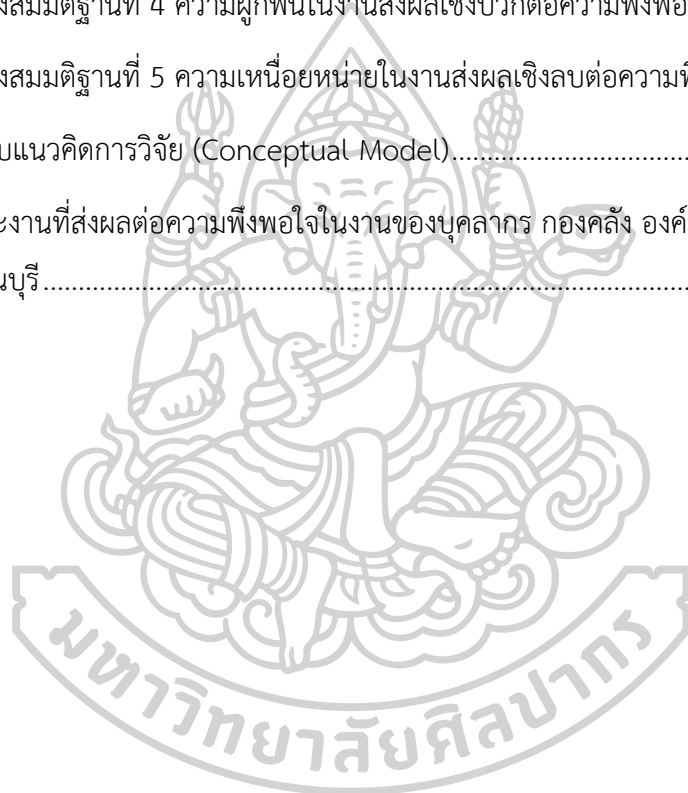 งสมมติฐานที่ 4 ความผูกพันในงานส่งผลเชิงบวกต่อความพึงพอ
งสมมติฐานที่ 5 ความเหนื่อยหน่ายในงานส่งผลเชิงลบต่อความพึ
บแนวคิดการวิจัย (Conceptual Model)......................................
ะงานที่ส่งผลต่อความพึงพอใจในงานของบุคลากร กองคลัง องค์
นบุรี.............................................................................................
มหาวิทยาลัยศิลปากร